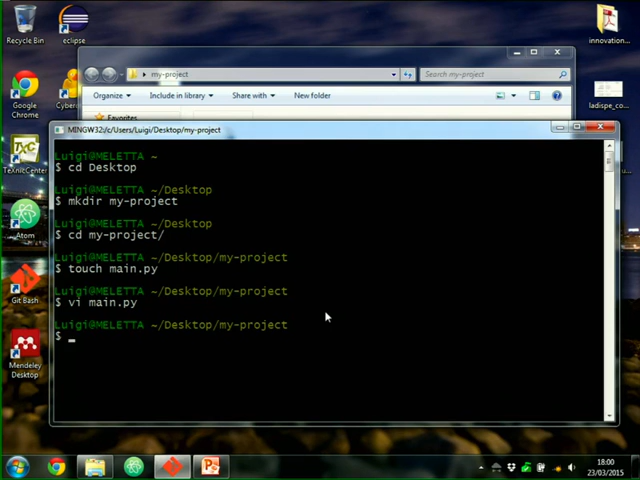 Recycle Bin
eclipse
innovation...
my-project
Search my-project
Organize
Include in library
Share with
New folder
Google
Chrome
Favorites
ladispe_co...
MINGW32:/c/Users/Luigi/Desktop/my-project
TeXnicCenter
Luigi@MELETTA ~
$ cd Desktop
Luigi@MELETTA ~/Desktop
$ mkdir my-project
Atom
Luigi@MELETTA ~/Desktop
$ cd my-project/
Luigi@MELETTA ~/Desktop/my-project
$ touch main.py
Git Bash
Luigi@MELETTA ~/Desktop/my-project
$ vi main.py
Luigi@MELETTA ~/Desktop/my-project
$
Mendeley
Desktop
18:00
23/03/2015